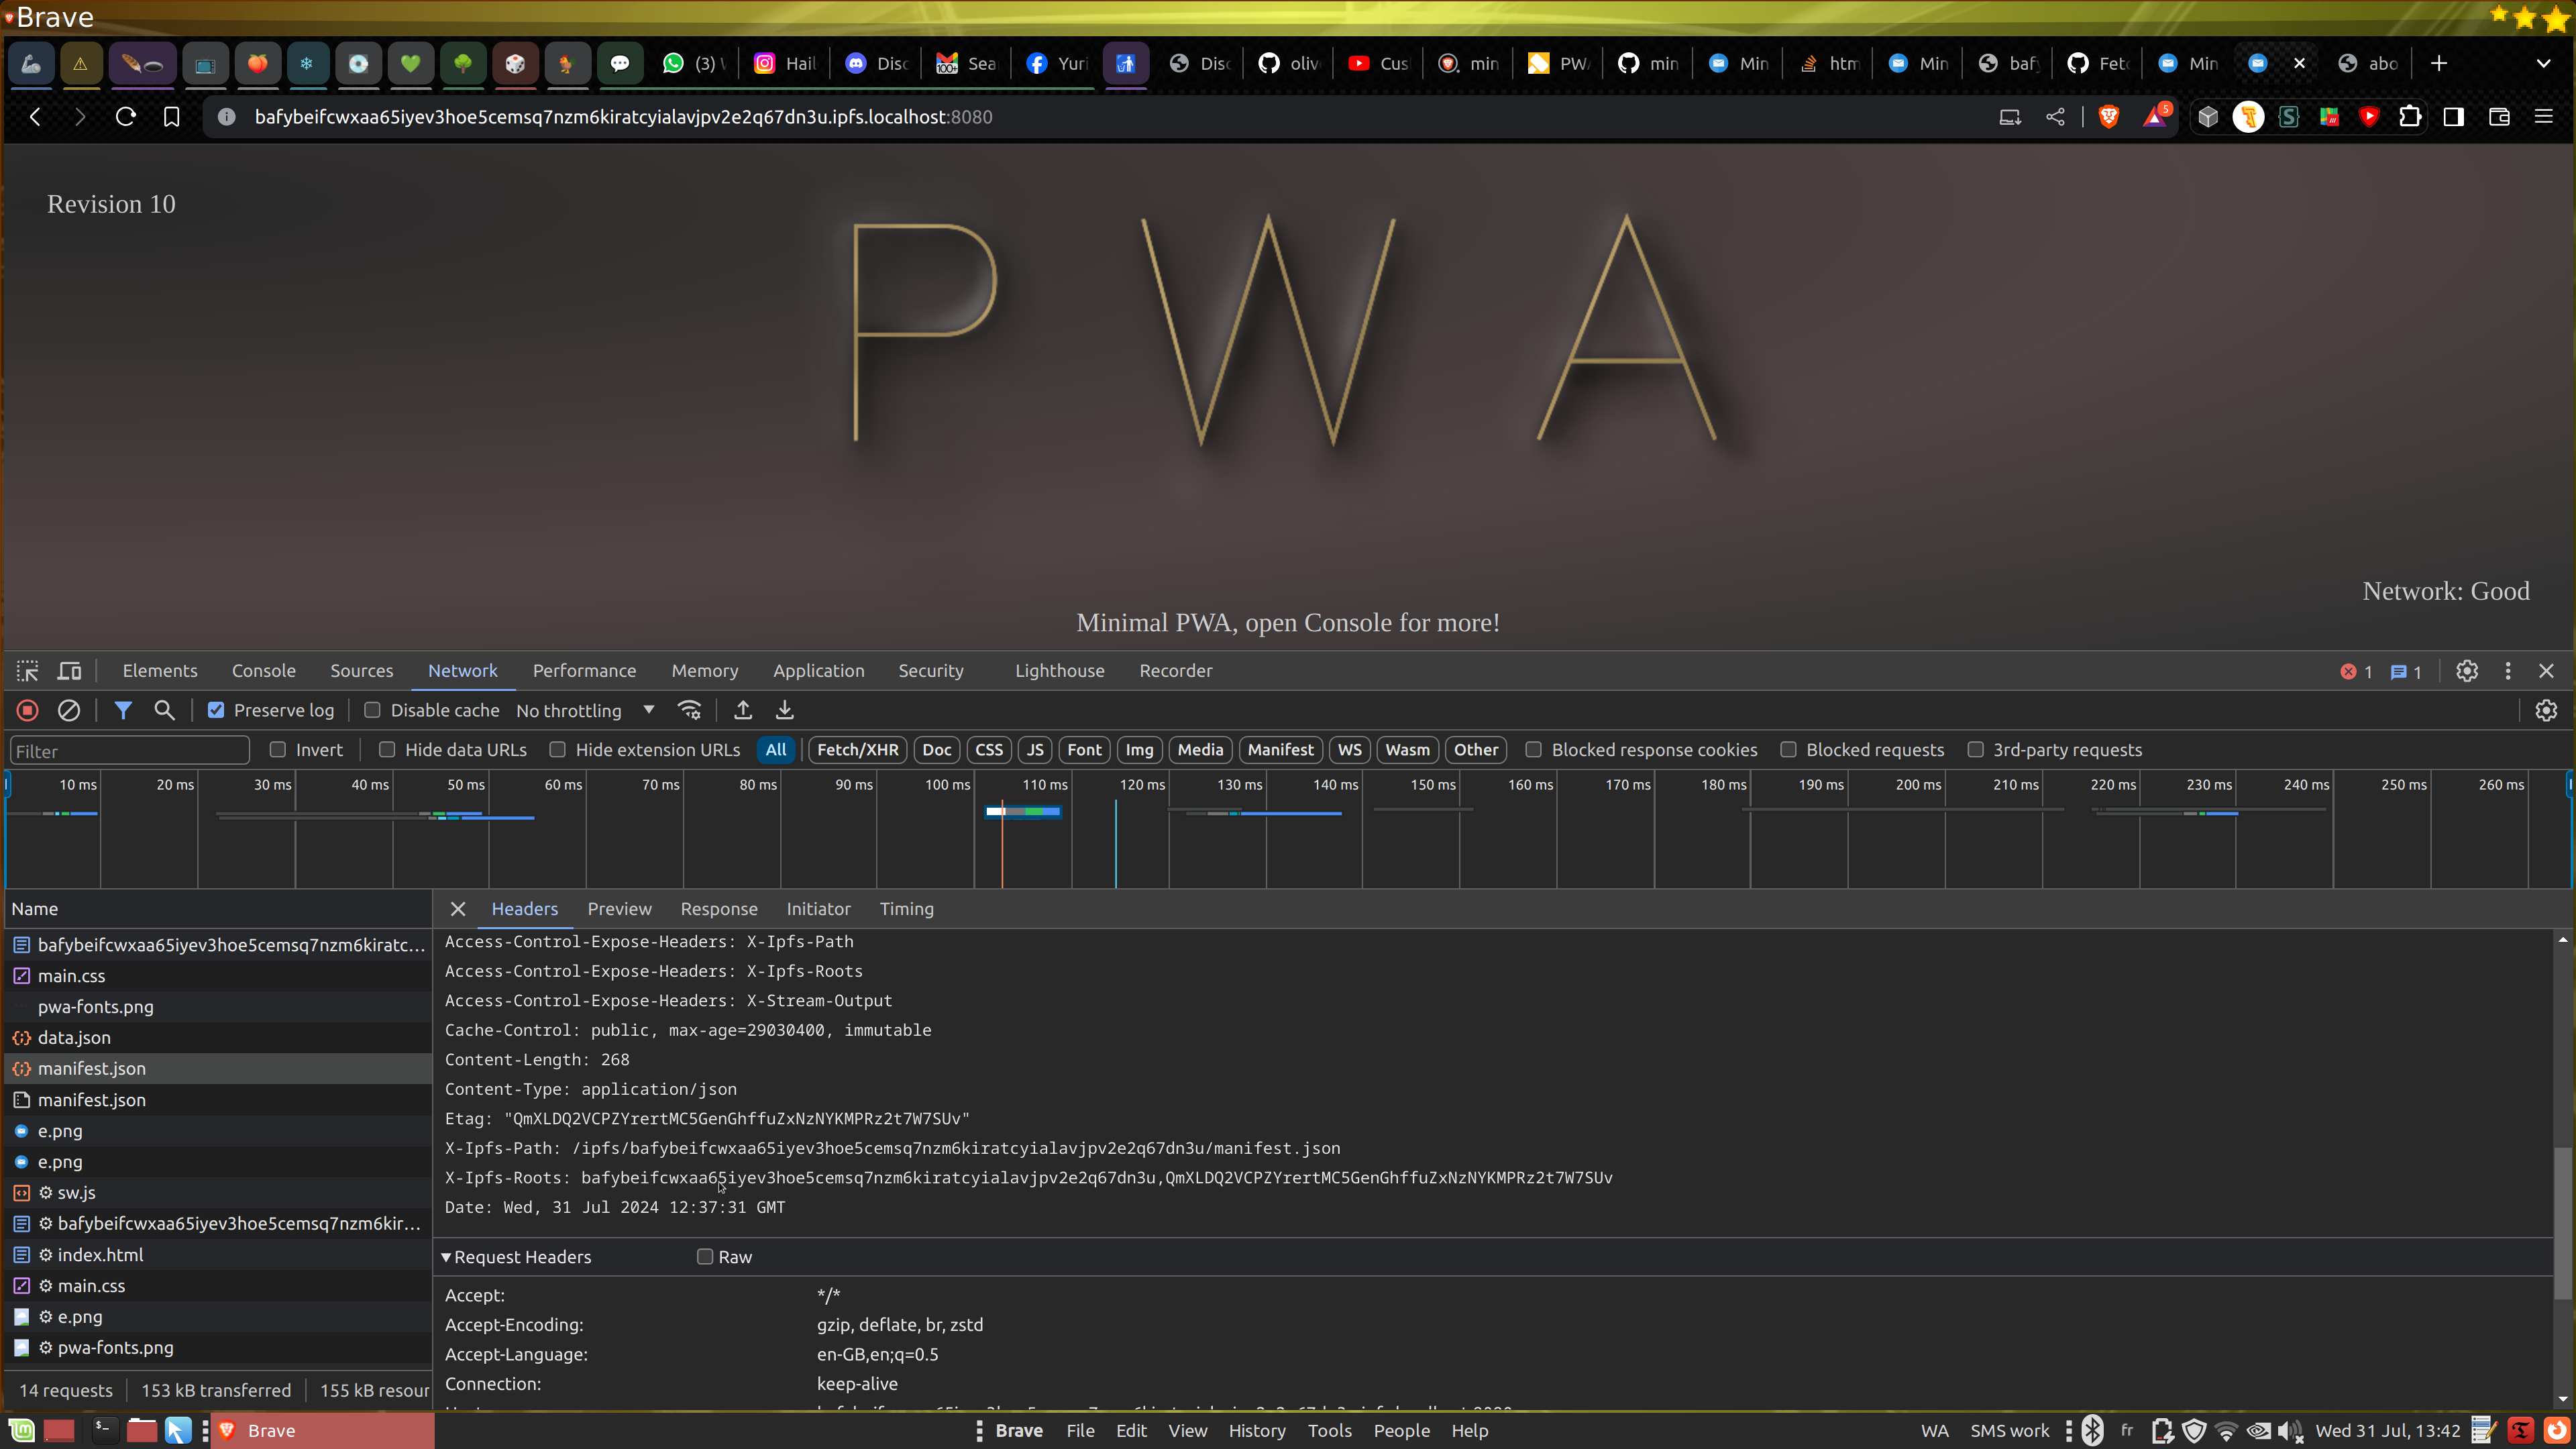 Brave
(3) W
Hail
Disc
Sea
Yuri
Disc
oliv
Cus
min
PWA
min
Min
htm
Min
baf
Fetc
Min
abo
bafybeifcwxaa65iyev3hoe5cemsq7nzm6kiratcyialavjpv2e2q67dn3u.ipfs.localhost:8080
5
Revision 10
PWA
Network: Good
Minimal PWA, open Console for more!
Elements Console Sources Network Performance Memory Application Security Lighthouse Recorder 1 1
Preserve log Disable cache No throttling
Filter Invert Hide data URLs Hide extension URLs All Fetch/XHR Doc CSS JS Font Img Media Manifest WS Wasm Other Blocked response cookies Blocked requests 3rd-party requests
10 ms 20 ms 30 ms 40 ms 50 ms 60 ms 70 ms 80 ms 90 ms 100 ms 110 ms 120 ms 130 ms 140 ms 150 ms 160 ms 170 ms 180 ms 190 ms 200 ms 210 ms 220 ms 230 ms 240 ms 250 ms 260 ms
Name
bafybeifcwxaa65iyev3hoe5cemsq7nzm6kiratc...
main.css
pwa-fonts.png
data.json
manifest.json
manifest.json
e.png
e.png
sw.js
bafybeifcwxaa65iyev3hoe5cemsq7nzm6kir...
index.html
main.css
e.png
pwa-fonts.png
14 requests 153 kB transferred 155 kB resour
Headers Preview Response Initiator Timing
Access-Control-Expose-Headers: X-Ipfs-Path
Access-Control-Expose-Headers: X-Ipfs-Roots
Access-Control-Expose-Headers: X-Stream-Output
Cache-Control: public, max-age=29030400, immutable
Content-Length: 268
Content-Type: application/json
Etag: "QmXLDQ2VCPZYrertMC5GenGhffuZxNzNYKMPRz2t7W7SUv"
X-Ipfs-Path: /ipfs/bafybeifcwxaa65iyev3hoe5cemsq7nzm6kiratcyialavjpv2e2q67dn3u/manifest.json
X-Ipfs-Roots: bafybeifcwxaa65iyev3hoe5cemsq7nzm6kiratcyialavjpv2e2q67dn3u,QmXLDQ2VCPZYrertMC5GenGhffuZxNzNYKMPRz2t7W7SUv
Date: Wed, 31 Jul 2024 12:37:31 GMT
Request Headers Raw
Accept: */*
Accept-Encoding: gzip, deflate, br, zstd
Accept-Language: en-GB,en;q=0.5
Connection: keep-alive
Brave
Brave File Edit View History Tools People Help
WA SMS work fr Wed 31 Jul, 13:42